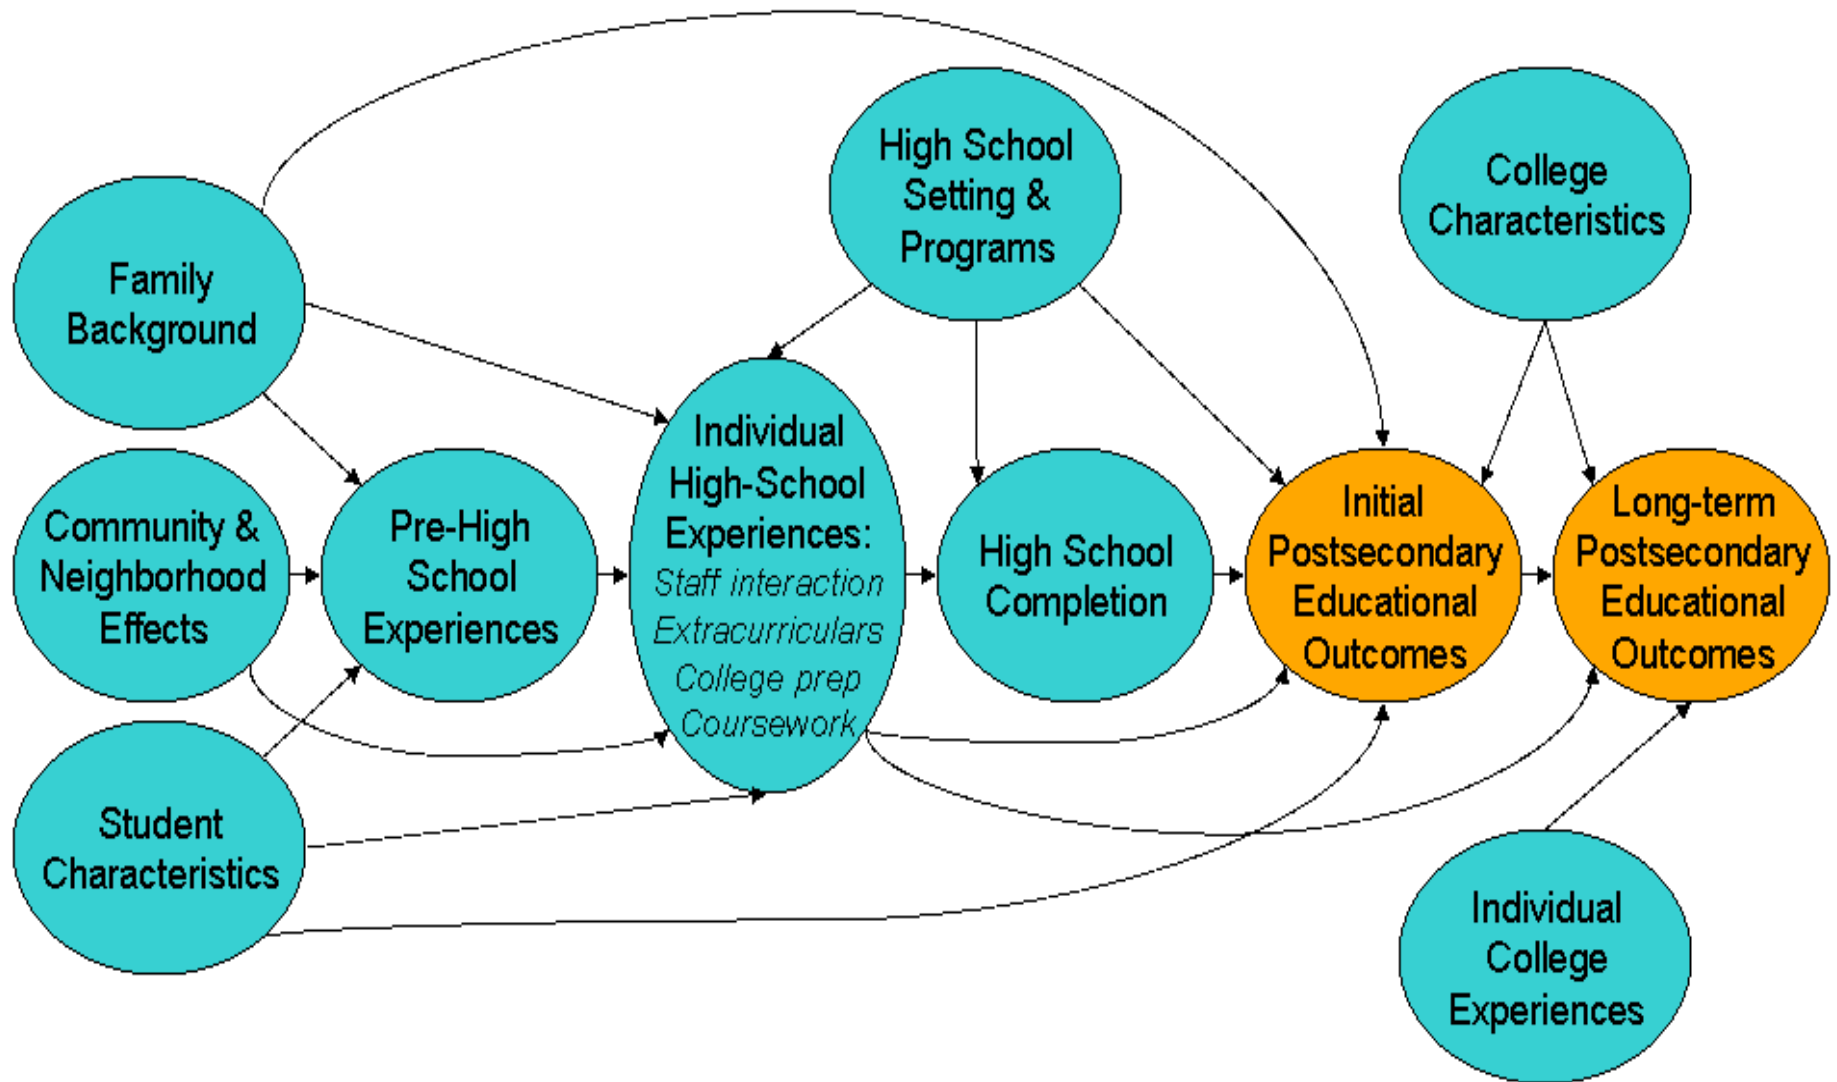 Family
Background
Community &
Neighborhood
Effects
Student
Characteristics
Pre-High
School
Experiences
Individual
High-School
Experiences:
Staff interaction
Extracurriculars
College prep
Coursework
High School
Setting &
Programs
High School
Completion
Initial
Postsecondary
Educational
Outcomes
College
Characteristics
Long-term
Postsecondary
Educational
Outcomes
Individual
College
Experiences